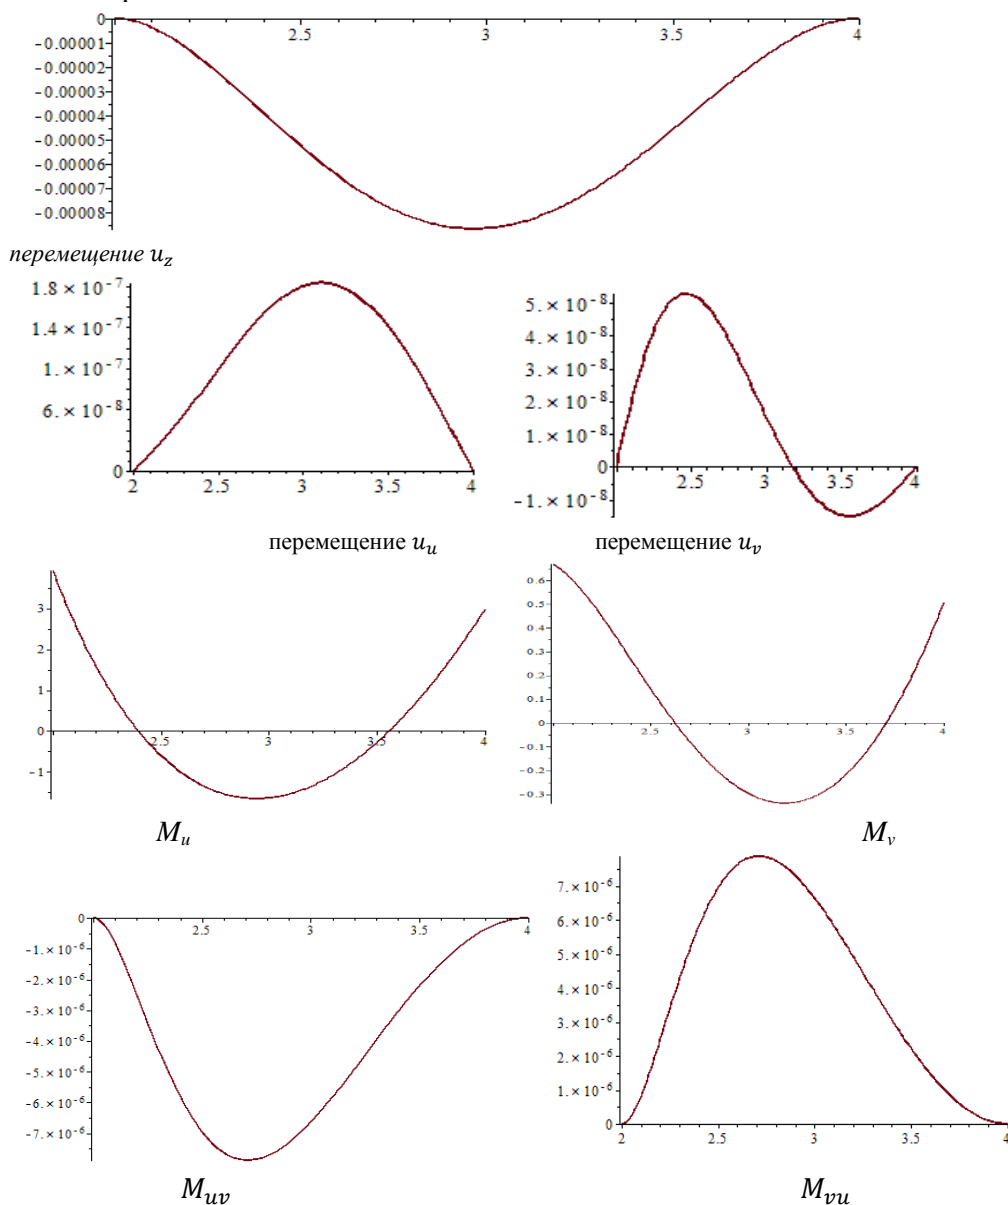 0
2.5
3
3.5
4
-0.00001
-0.00002
-0.00003
-0.00004
-0.00005
-0.00006
-0.00007
-0.00008
перемещение u_z
1.8 × 10^-7
1.4 × 10^-7
1. × 10^-7
6. × 10^-8
0
2
2.5
3
3.5
4
5. × 10^-8
4. × 10^-8
3. × 10^-8
2. × 10^-8
1. × 10^-8
0
-1. × 10^-8
2.5
3
3.5
4
перемещение u_u
перемещение u_v
3
2
1
0
-1
2.5
3
3.5
4
0.6
0.5
0.4
0.3
0.2
0.1
0
-0.1
-0.2
-0.3
2.5
3
3.5
4
M_u
M_v
0
2.5
3
3.5
4
-1. × 10^-6
-2. × 10^-6
-3. × 10^-6
-4. × 10^-6
-5. × 10^-6
-6. × 10^-6
-7. × 10^-6
7. × 10^-6
6. × 10^-6
5. × 10^-6
4. × 10^-6
3. × 10^-6
2. × 10^-6
1. × 10^-6
0
2
2.5
3
3.5
4
M_uv
M_vu